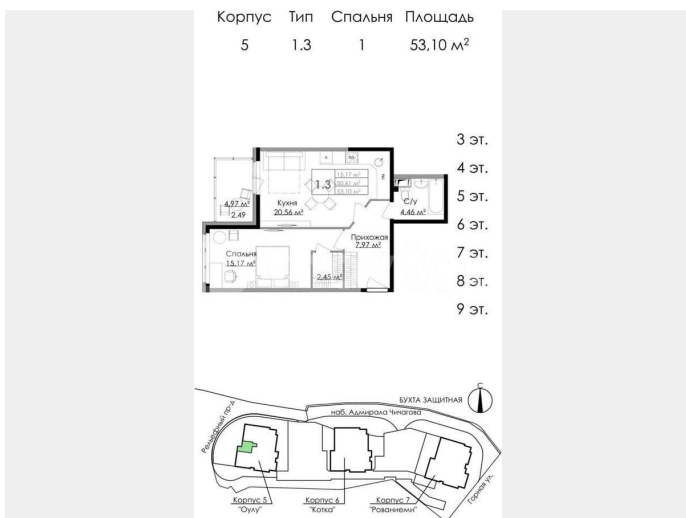 Корпус Тип Спальня Площадь
5 1.3 1 53,10 м²
3 эт.
4 эт.
5 эт.
6 эт.
7 эт.
8 эт.
9 эт.
1.3
15,17 м²
50,61 м²
53,10 м²
4,97 м²
2,49
Кухня
20,56 м²
С/у
4,46 м²
Прихожая
7,97 м²
Спальня
15,17 м²
2,45 м²
С
БУХТА ЗАЩИТНАЯ
наб. Адмирала Чичагова
Рельефный пр-д
Горная ул.
Корпус 5
"Оулу"
Корпус 6
"Котка"
Корпус 7
"Рованиеми"